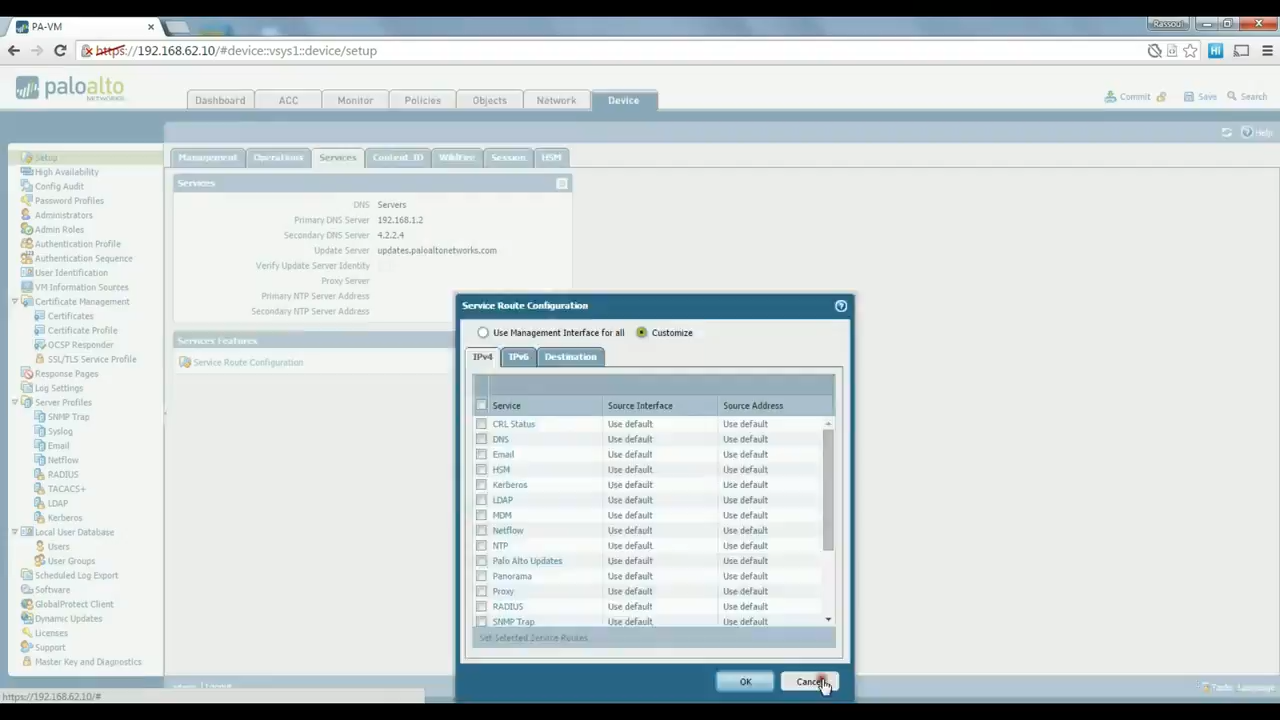 PA-VM
Rassoul
https://192.168.62.10/#device::vsys1::device/setup
Hi
paloalto
NETWORKS
Dashboard
ACC
Monitor
Policies
Objects
Network
Device
Commit
Save
Search
Help
Setup
High Availability
Config Audit
Password Profiles
Administrators
Admin Roles
Authentication Profile
Authentication Sequence
User Identification
VM Information Sources
Certificate Management
Certificates
Certificate Profile
OCSP Responder
SSL/TLS Service Profile
Response Pages
Log Settings
Server Profiles
SNMP Trap
Syslog
Email
Netflow
RADIUS
TACACS+
LDAP
Kerberos
Local User Database
Users
User Groups
Scheduled Log Export
Software
GlobalProtect Client
Dynamic Updates
Licenses
Support
Master Key and Diagnostics
Management
Operations
Services
Content-ID
WildFire
Session
HSM
Services
DNS Servers
Primary DNS Server 192.168.1.2
Secondary DNS Server 4.2.2.4
Update Server updates.paloaltonetworks.com
Verify Update Server Identity
Proxy Server
Primary NTP Server Address
Secondary NTP Server Address
Services Features
Service Route Configuration
Service Route Configuration
Use Management Interface for all
Customize
IPv4
IPv6
Destination
Service Source Interface Source Address
CRL Status Use default Use default
DNS Use default Use default
Email Use default Use default
HSM Use default Use default
Kerberos Use default Use default
LDAP Use default Use default
MDM Use default Use default
Netflow Use default Use default
NTP Use default Use default
Palo Alto Updates Use default Use default
Panorama Use default Use default
Proxy Use default Use default
RADIUS Use default Use default
SNMP Trap Use default Use default
Set Selected Service Routes
OK
Cancel
https://192.168.62.10/#
Logout
Tasks
Language